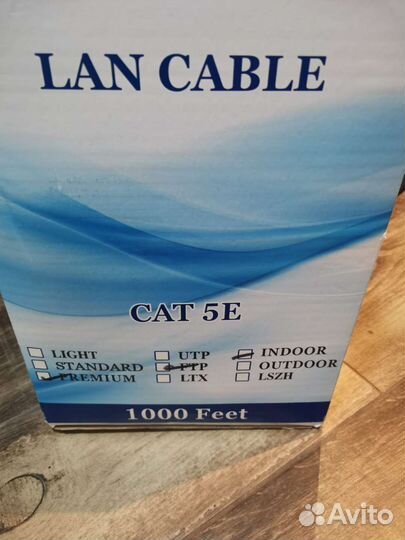 LAN CABLE
CAT 5E
LIGHT UTP INDOOR
STANDARD FTP OUTDOOR
PREMIUM LTX LSZH
1000 Feet
Avito